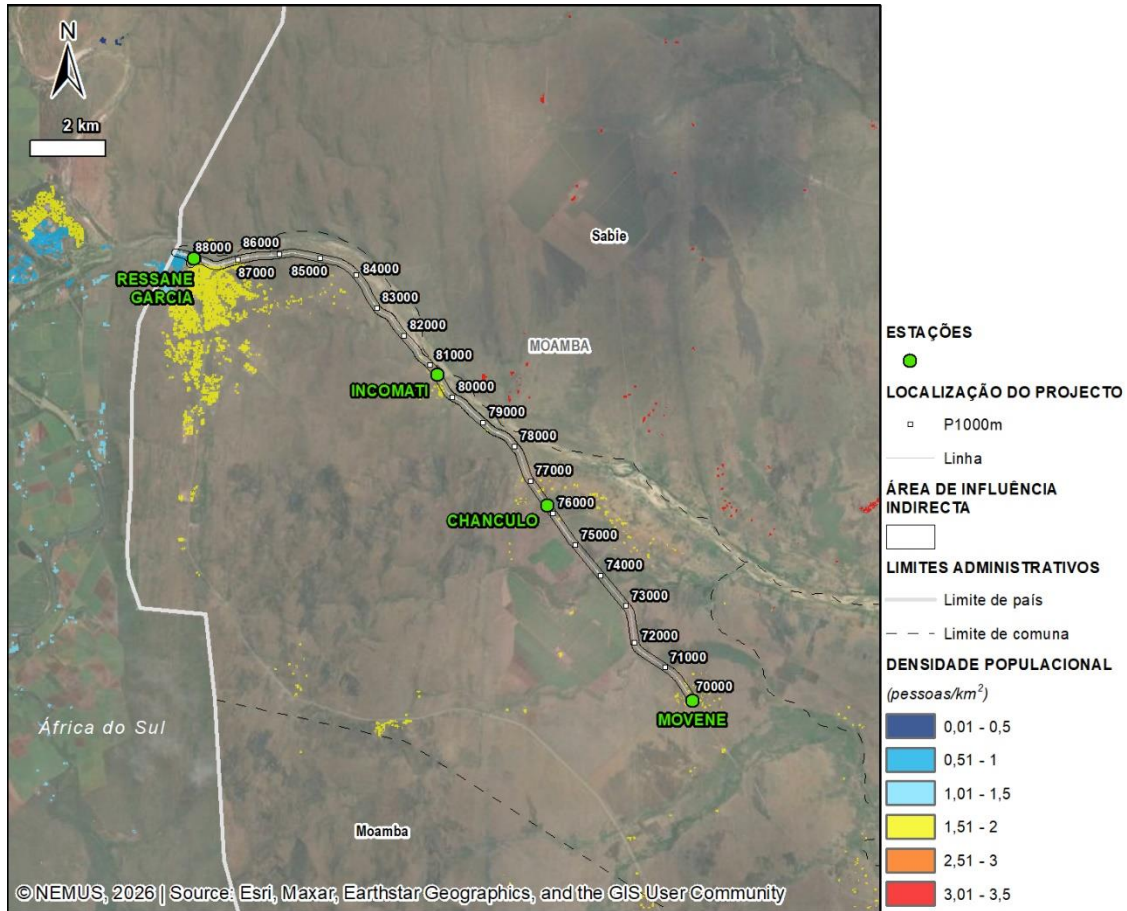 N
2 km
Sabie
88000
86000
RESSANE
GARCIA
87000
85000
84000
83000
82000
MOAMBA
81000
INCOMATI
80000
79000
78000
77000
76000
CHANCULO
75000
74000
73000
72000
71000
70000
MOVENE
África do Sul
Moamba
© NEMUS, 2026 | Source: Esri, Maxar, Earthstar Geographics, and the GIS User Community
ESTAÇÕES
LOCALIZAÇÃO DO PROJECTO
P1000m
Linha
ÁREA DE INFLUÊNCIA
INDIRECTA
LIMITES ADMINISTRATIVOS
Limite de país
Limite de comuna
DENSIDADE POPULACIONAL
(pessoas/km²)
0,01 - 0,5
0,51 - 1
1,01 - 1,5
1,51 - 2
2,51 - 3
3,01 - 3,5